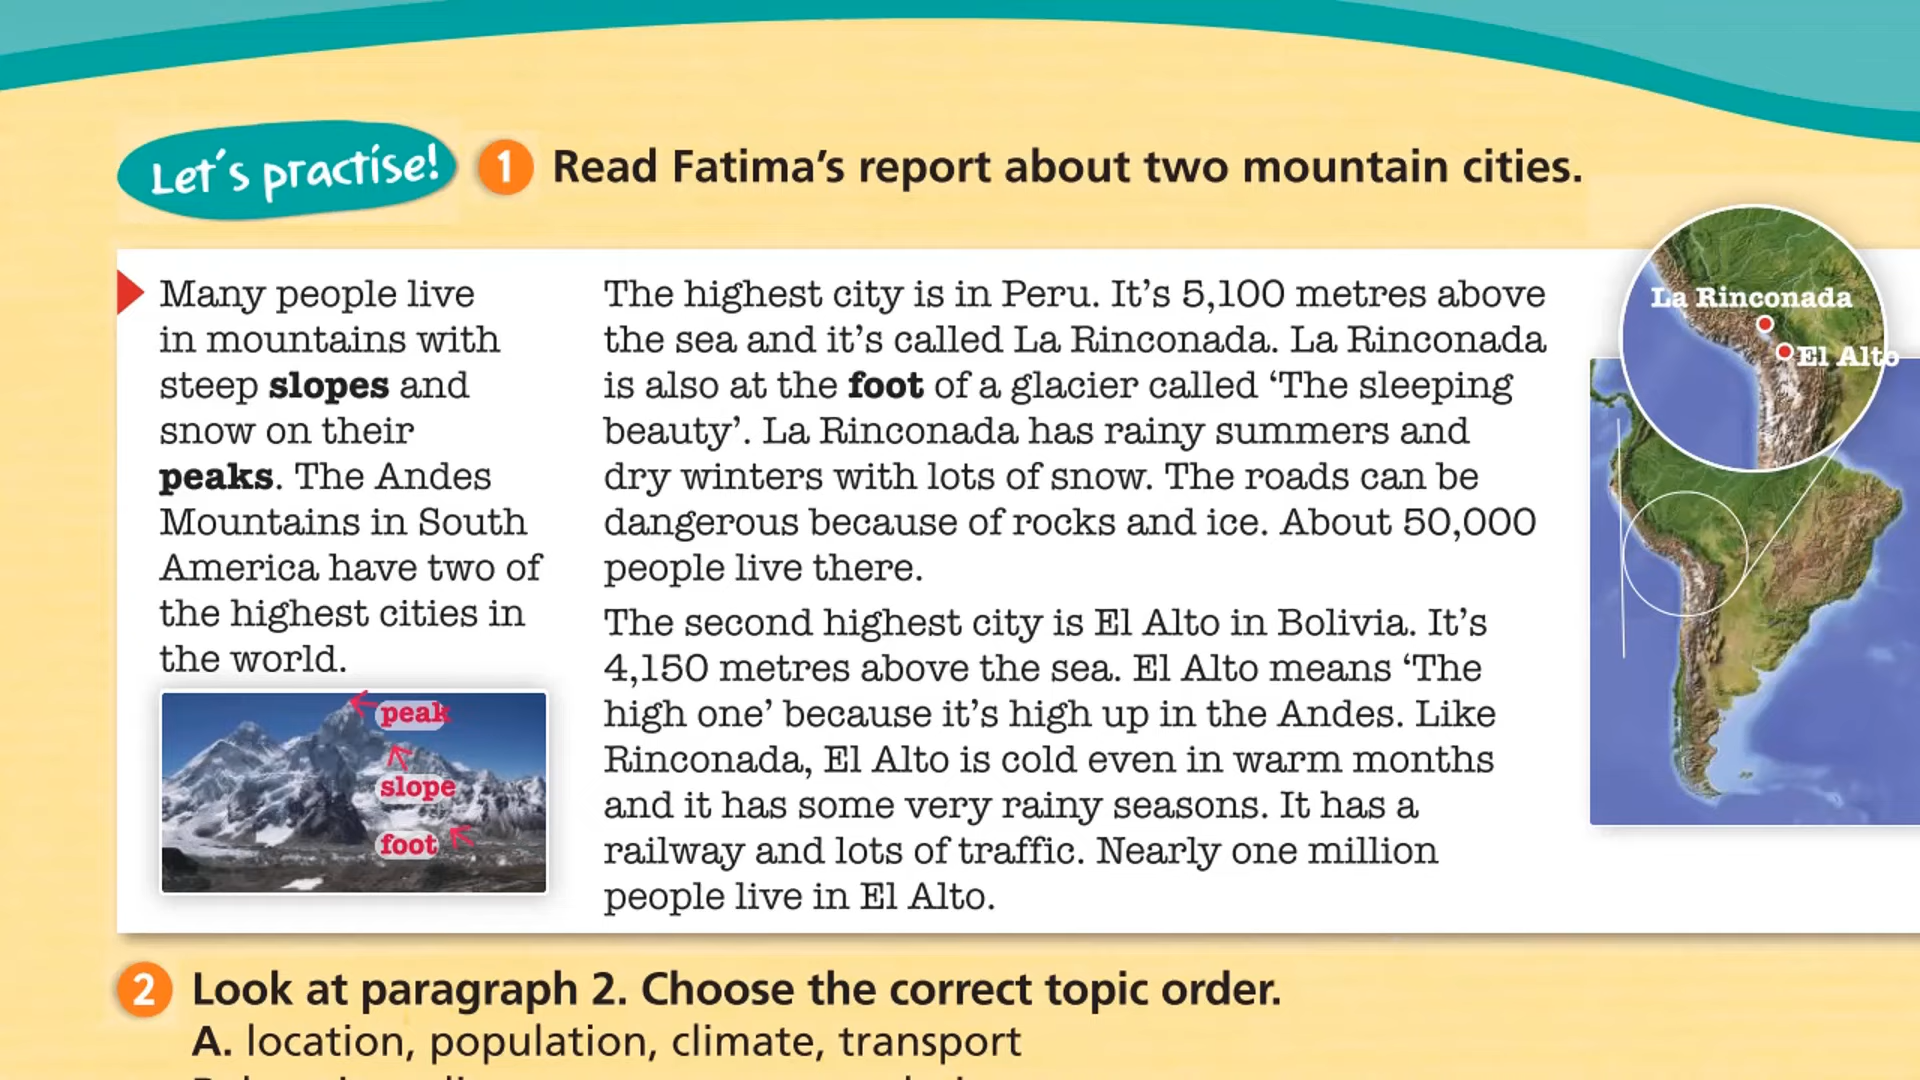 Let's practise!
1 Read Fatima's report about two mountain cities.
Many people live
in mountains with
steep slopes and
snow on their
peaks. The Andes
Mountains in South
America have two of
the highest cities in
the world.
peak
slope
foot
The highest city is in Peru. It's 5,100 metres above
the sea and it's called La Rinconada. La Rinconada
is also at the foot of a glacier called 'The sleeping
beauty'. La Rinconada has rainy summers and
dry winters with lots of snow. The roads can be
dangerous because of rocks and ice. About 50,000
people live there.
The second highest city is El Alto in Bolivia. It's
4,150 metres above the sea. El Alto means 'The
high one' because it's high up in the Andes. Like
Rinconada, El Alto is cold even in warm months
and it has some very rainy seasons. It has a
railway and lots of traffic. Nearly one million
people live in El Alto.
La Rinconada
El Alto
2 Look at paragraph 2. Choose the correct topic order.
A. location, population, climate, transport